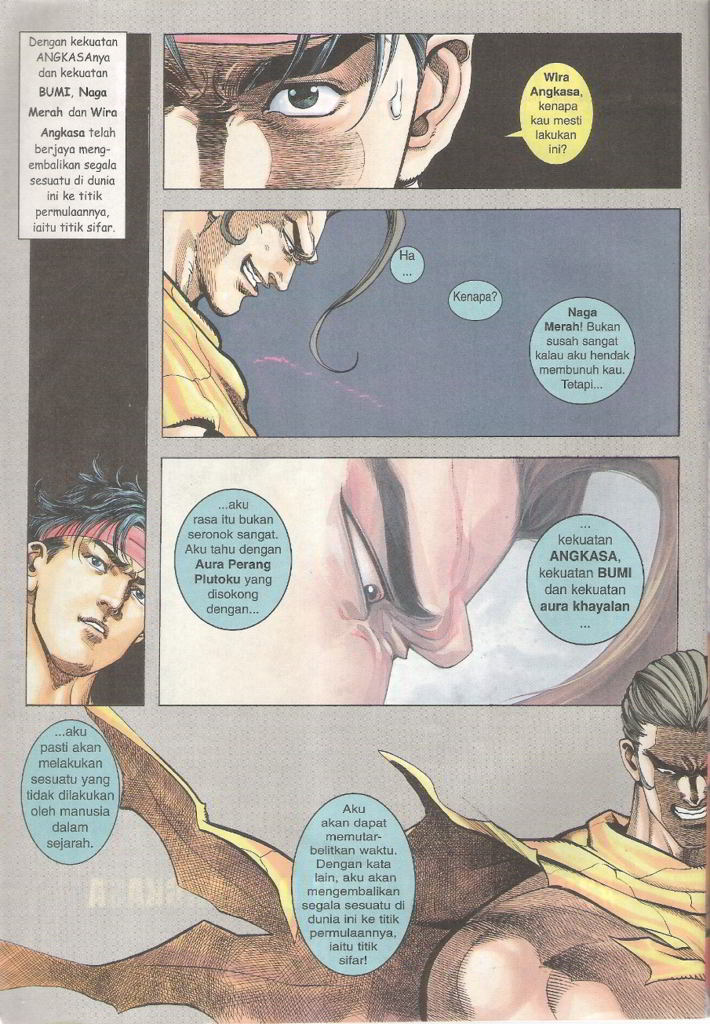 Dengan kekuatan
ANGKASAnya
dan kekuatan
BUMI, Naga
Merah dan Wira
Angkasa telah
berjaya meng-
embalikan segala
sesuatu di dunia
ini ke titik
permulaannya,
iaitu titik sifar.
Wira
Angkasa,
kenapa
kau mesti
lakukan
ini?
Ha
...
Kenapa?
Naga
Merah! Bukan
susah sangat
kalau aku hendak
membunuh kau.
Tetapi...
...aku
rasa itu bukan
seronok sangat.
Aku tahu dengan
Aura Perang
Plutoku yang
disokong
dengan...
...
kekuatan
ANGKASA,
kekuatan BUMI
dan kekuatan
aura khayalan
...
...aku
pasti akan
melakukan
sesuatu yang
tidak dilakukan
oleh manusia
dalam
sejarah.
Aku
akan dapat
memutar-
belitkan waktu.
Dengan kata
lain, aku akan
mengembalikan
segala sesuatu di
dunia ini ke titik
permulaannya,
iaitu titik
sifar!